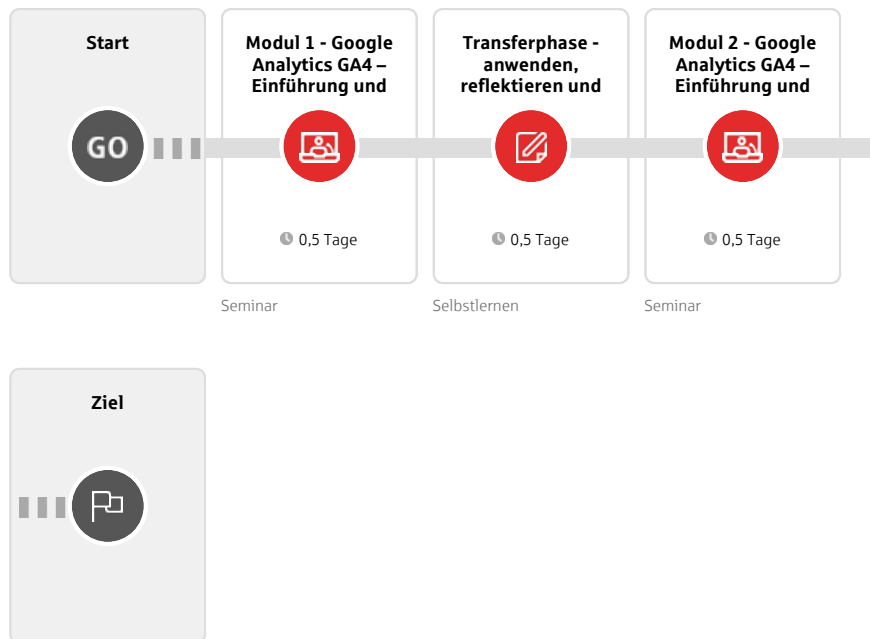 Start
GO
Modul 1 - Google
Analytics GA4 –
Einführung und
0,5 Tage
Seminar
Transferphase -
anwenden,
reflektieren und
0,5 Tage
Selbstlernen
Modul 2 - Google
Analytics GA4 –
Einführung und
0,5 Tage
Seminar
Ziel